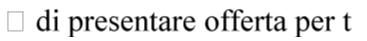 □ di presentare offerta per t